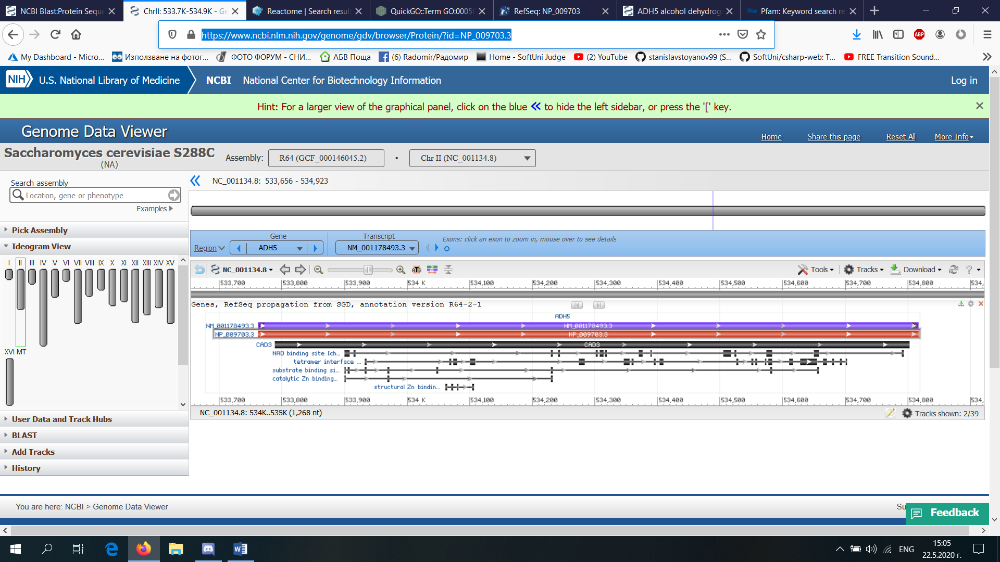 NCBI Blast:Protein Seque
ChrII: 533.7K-534.9K - Ge
Reactome | Search result
QuickGO::Term GO:00058
RefSeq: NP_009703
ADH5 alcohol dehydrog
Pfam: Keyword search re
https://www.ncbi.nlm.nih.gov/genome/gdv/browser/Protein/?id=NP_009703.3
ABP
My Dashboard - Micro...
Използване на фотог...
ФОТО ФОРУМ - СНИ...
АБВ Поща
(6) Radomir/Радомир
Home - SoftUni Judge
(2) YouTube
stanislavstoyanov99 (S...
SoftUni/csharp-web: T...
FREE Transition Sound...
NIH U.S. National Library of Medicine
NCBI National Center for Biotechnology Information
Log in
Hint: For a larger view of the graphical panel, click on the blue « to hide the left sidebar, or press the '[' key.
Genome Data Viewer
Home
Share this page
Reset All
More Info
Saccharomyces cerevisiae S288C
(NA)
Assembly:
R64 (GCF_000146045.2)
Chr II (NC_001134.8)
Search assembly
Location, gene or phenotype
Examples
NC_001134.8: 533,656 - 534,923
Pick Assembly
Ideogram View
I II III IV V VI VII VIII IX X XI XII XIII XIV XV
XVI MT
User Data and Track Hubs
BLAST
Add Tracks
History
Region
Gene
ADH5
Transcript
NM_001178493.3
Exons: click an exon to zoom in, mouse over to see details
NC_001134.8
ATG
Tools
Tracks
Download
?
533,700 533,800 533,900 534 K 534,100 534,200 534,300 534,400 534,500 534,600 534,700 534,800 534,
Genes, RefSeq propagation from SGD, annotation version R64-2-1
ADH5
NM_001178493.3 NM_001178493.3
NP_009703.3 NP_009703.3
CAD3 CAD3
NAD binding site [ch...
tetramer interface ...
substrate binding si...
catalytic Zn binding...
structural Zn bindin...
533,700 533,800 533,900 534 K 534,100 534,200 534,300 534,400 534,500 534,600 534,700 534,800 534,
NC_001134.8: 534K..535K (1,268 nt)
Tracks shown: 2/39
You are here: NCBI > Genome Data Viewer
Su
Feedback
ENG
15:05
22.5.2020 г.